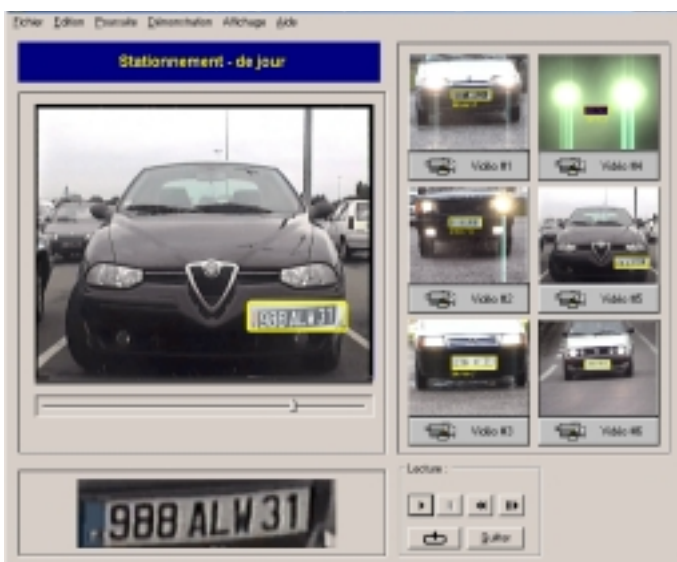 Fichier Edition Poursuite Démonstration Affichage Aide
Stationnement - de jour
988 ALW 31
Vidéo #1
Vidéo #4
Vidéo #2
Vidéo #5
Vidéo #3
Vidéo #6
Lecture :
Quitter
988 ALW 31